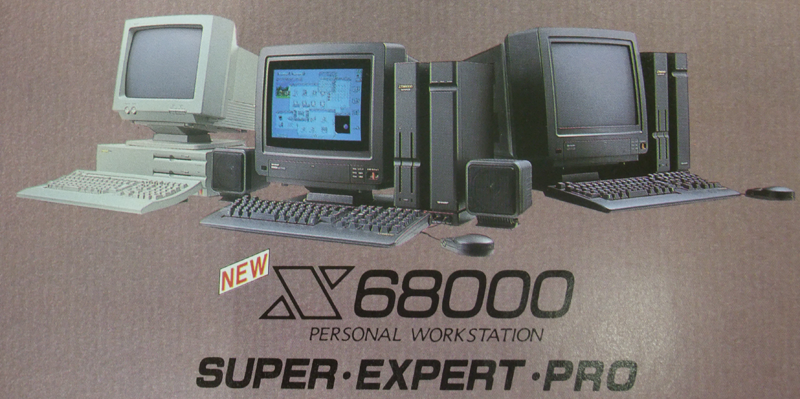 NEW
X68000
PERSONAL WORKSTATION
SUPER·EXPERT·PRO